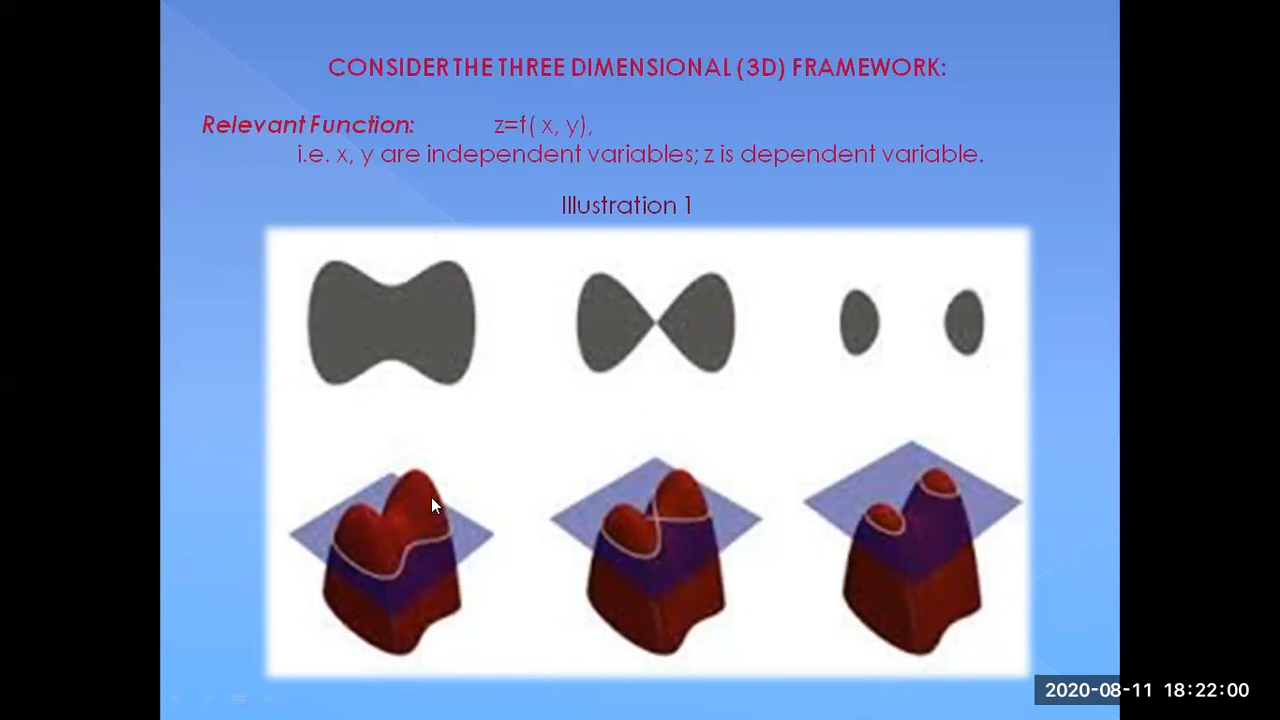 CONSIDER THE THREE DIMENSIONAL (3D) FRAMEWORK:
Relevant Function: z=f( x, y),
i.e. x, y are independent variables; z is dependent variable.
Illustration 1
2020-08-11 18:22:00